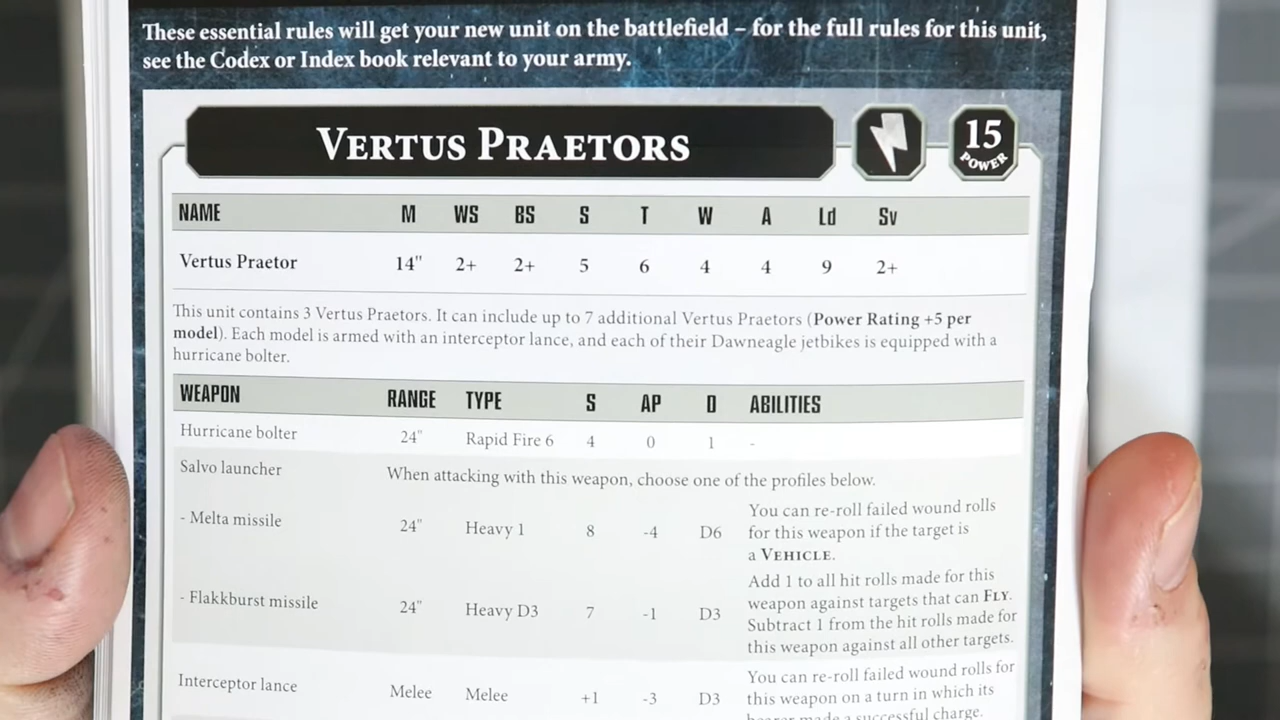 These essential rules will get your new unit on the battlefield – for the full rules for this unit,
see the Codex or Index book relevant to your army.
VERTUS PRAETORS
15
POWER
NAME M WS BS S T W A Ld Sv
Vertus Praetor 14" 2+ 2+ 5 6 4 4 9 2+
This unit contains 3 Vertus Praetors. It can include up to 7 additional Vertus Praetors (Power Rating +5 per
model). Each model is armed with an interceptor lance, and each of their Dawneagle jetbikes is equipped with a
hurricane bolter.
WEAPON RANGE TYPE S AP D ABILITIES
Hurricane bolter 24" Rapid Fire 6 4 0 1 -
Salvo launcher When attacking with this weapon, choose one of the profiles below.
You can re-roll failed wound rolls
- Melta missile 24" Heavy 1 8 -4 D6 for this weapon if the target is
a VEHICLE.
Add 1 to all hit rolls made for this
- Flakkburst missile 24" Heavy D3 7 -1 D3 weapon against targets that can FLY.
Subtract 1 from the hit rolls made for
this weapon against all other targets.
You can re-roll failed wound rolls for
Interceptor lance Melee Melee +1 -3 D3 this weapon on a turn in which its
bearer made a successful charge.